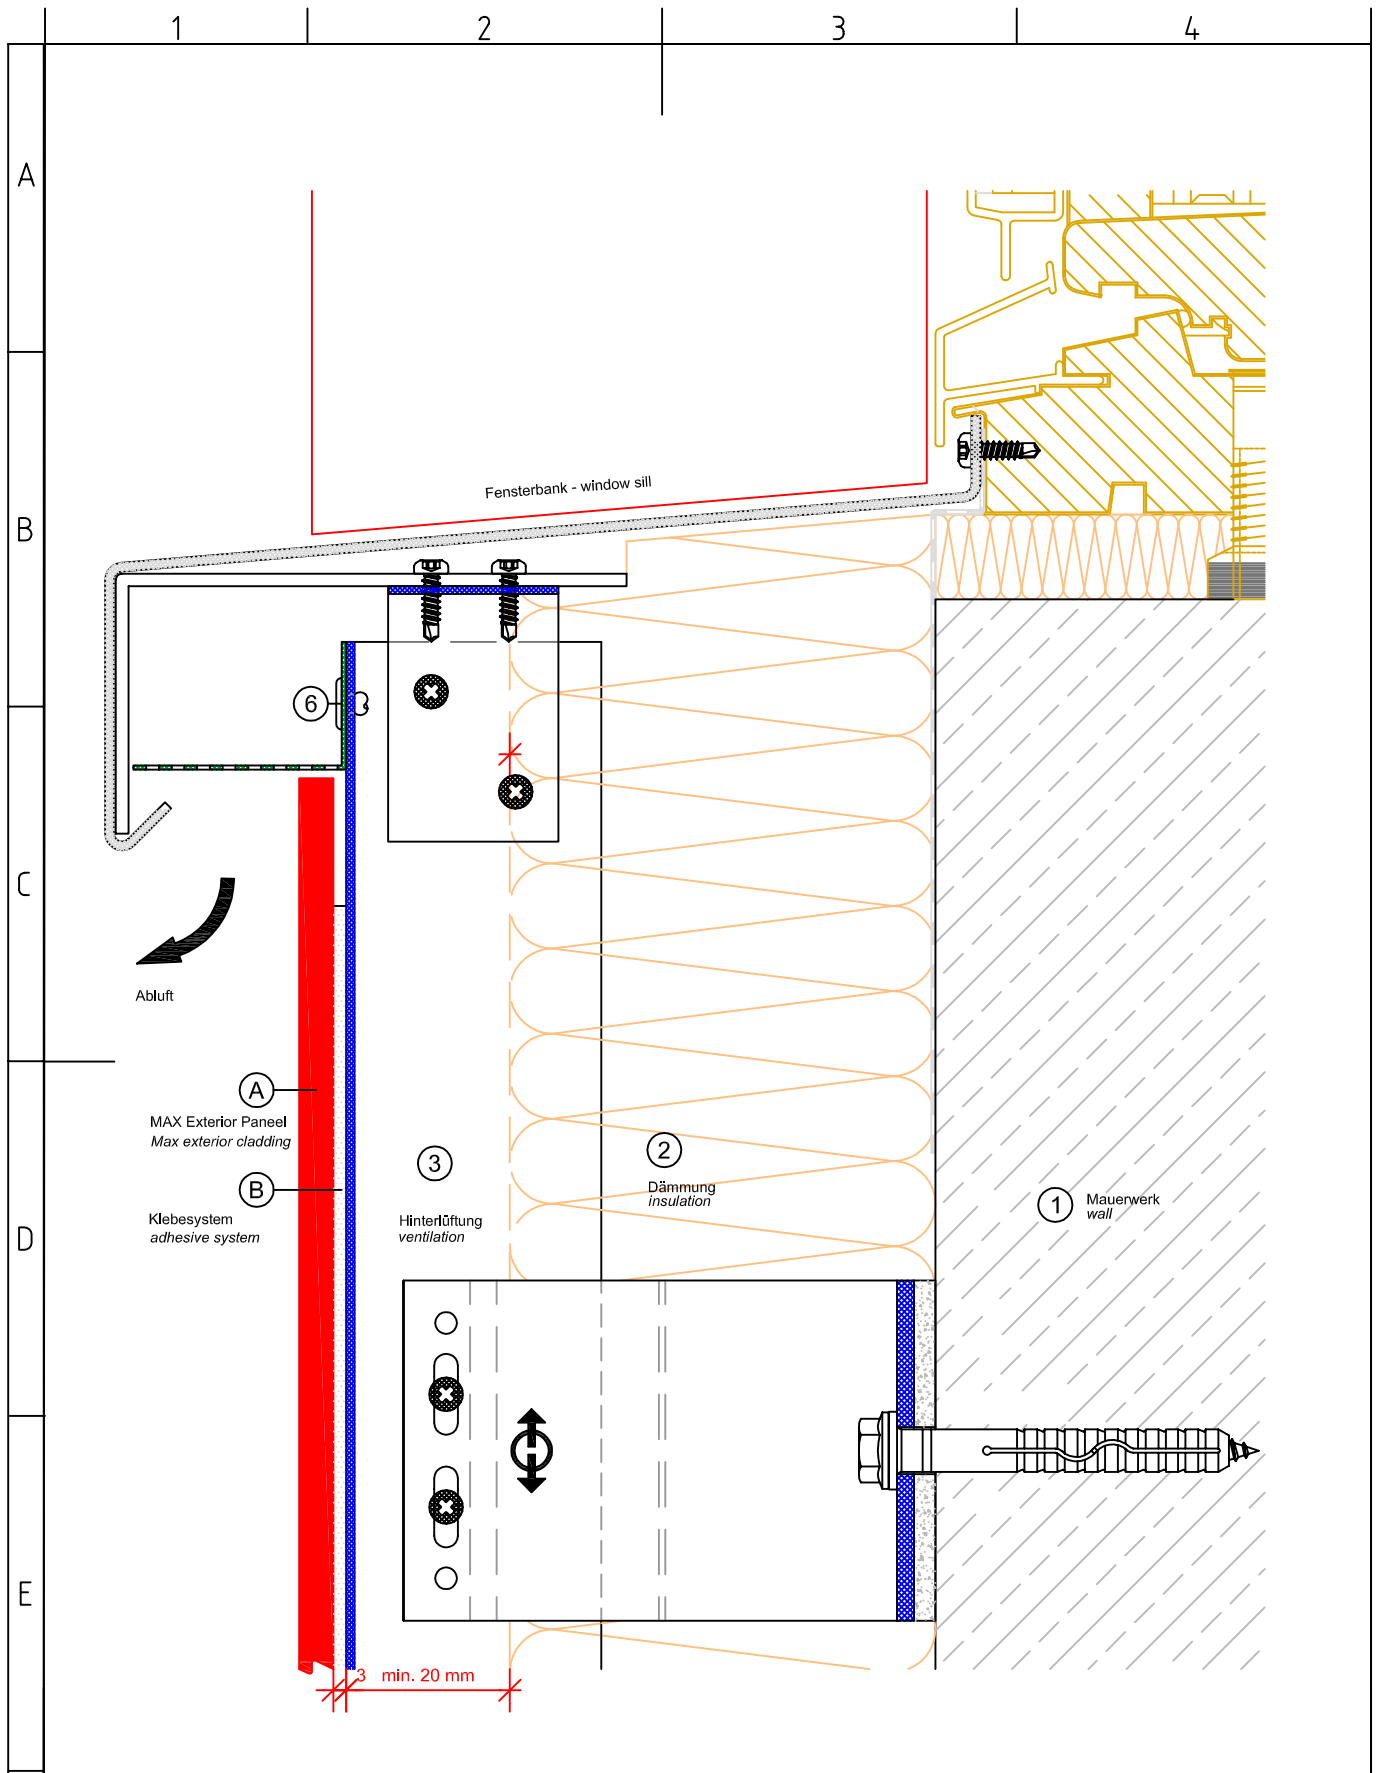 1 2 3 4
A
B
C
D
E
Fensterbank - window sill
6
Abluft
A
MAX Exterior Paneel
Max exterior cladding
B
Klebesystem
adhesive system
3
Hinterlüftung
ventilation
2
Dämmung
insulation
1
Mauerwerk
wall
3 min. 20 mm